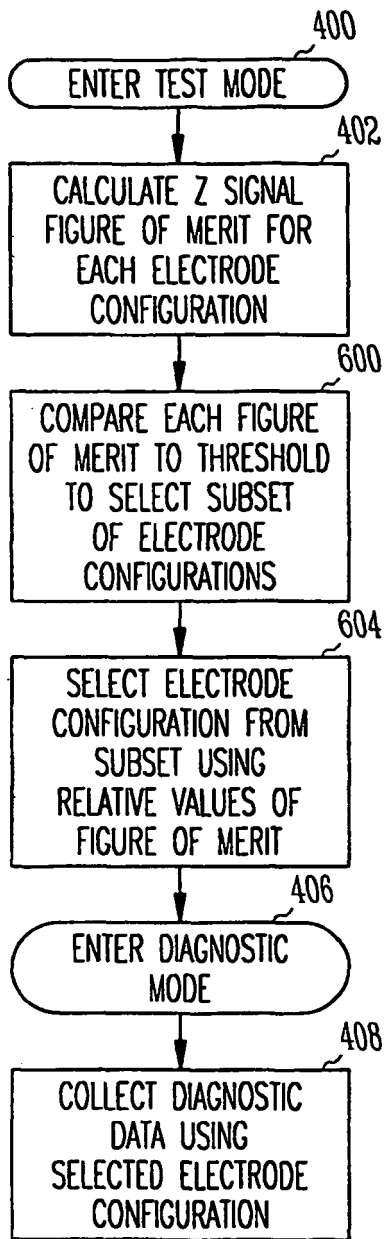 400
ENTER TEST MODE
402
CALCULATE Z SIGNAL
FIGURE OF MERIT FOR
EACH ELECTRODE
CONFIGURATION
600
COMPARE EACH FIGURE
OF MERIT TO THRESHOLD
TO SELECT SUBSET
OF ELECTRODE
CONFIGURATIONS
604
SELECT ELECTRODE
CONFIGURATION FROM
SUBSET USING
RELATIVE VALUES OF
FIGURE OF MERIT
406
ENTER DIAGNOSTIC
MODE
408
COLLECT DIAGNOSTIC
DATA USING
SELECTED ELECTRODE
CONFIGURATION